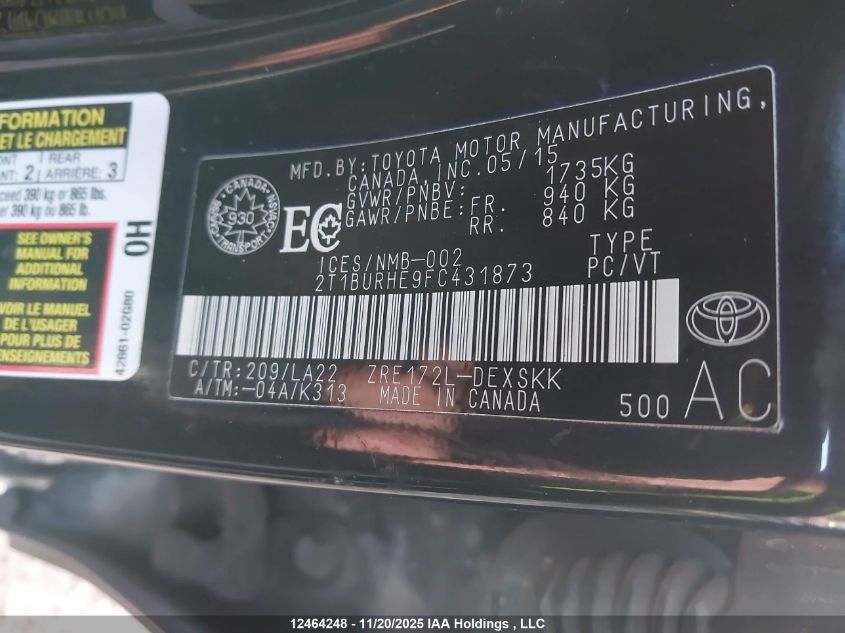 FORMATION
ET LE CHARGEMENT
ONT 1 REAR
ANT: 2 ARRIÈRE: 3
ceed 390 kg or 865 lbs.
er 390 kg ou 865 lb.
OH
SEE OWNER'S
MANUAL FOR
ADDITIONAL
INFORMATION
VOIR LE MANUEL
DE L'USAGER
POUR PLUS DE
ENSEIGNEMENTS
42661-02G80
MFD.BY:TOYOTA MOTOR MANUFACTURING,
CANADA, INC.05/15
GVWR/PNBV: 1735KG
GAWR/PNBE: FR. 940 KG
RR. 840 KG
CANADA
930
TRANSPORT
EC
ICES/NMB-002
2T1BURHE9FC431873
TYPE
PC/VT
C/TR:209/LA22 ZRE172L-DEXSKK
A/TM:-04A/K313 MADE IN CANADA
500 AC
12464248 - 11/20/2025 IAA Holdings , LLC